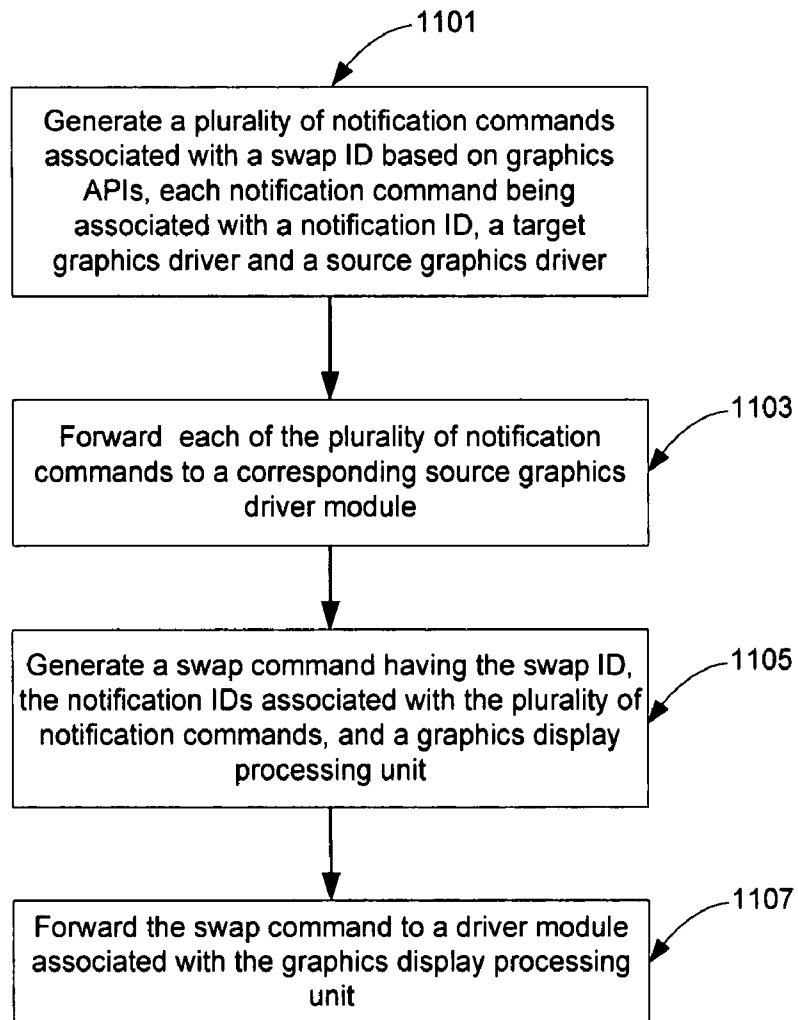 1101
Generate a plurality of notification commands
associated with a swap ID based on graphics
APIs, each notification command being
associated with a notification ID, a target
graphics driver and a source graphics driver
1103
Forward each of the plurality of notification
commands to a corresponding source graphics
driver module
1105
Generate a swap command having the swap ID,
the notification IDs associated with the plurality of
notification commands, and a graphics display
processing unit
1107
Forward the swap command to a driver module
associated with the graphics display processing
unit